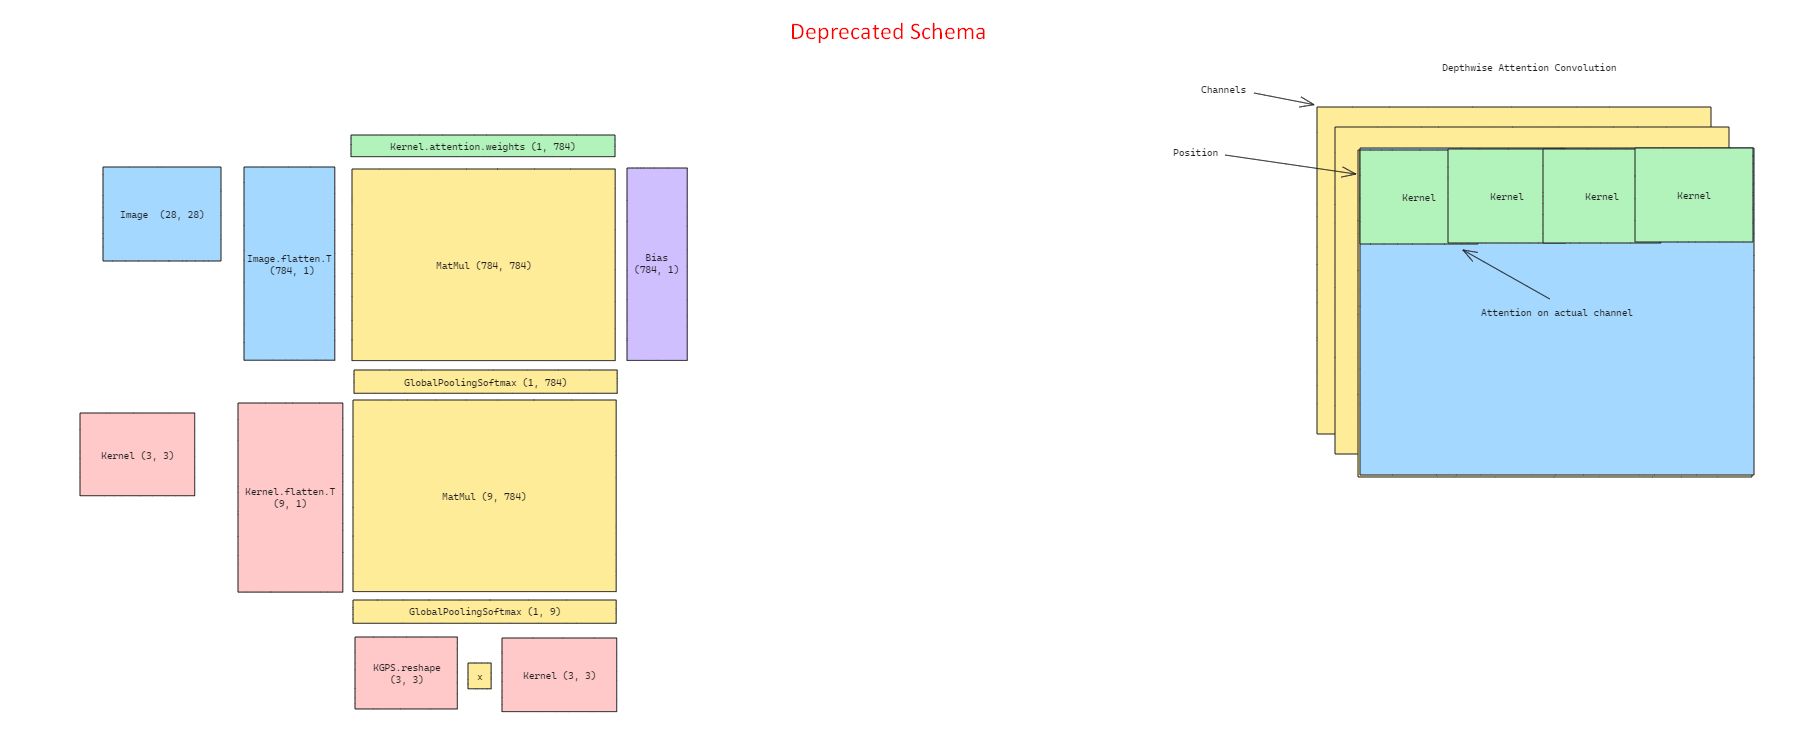 Deprecated Schema
Kernel.attention.weights (1, 784)
Image (28, 28)
Image.flatten.T
(784, 1)
MatMul (784, 784)
Bias
(784, 1)
GlobalPoolingSoftmax (1, 784)
Kernel (3, 3)
Kernel.flatten.T
(9, 1)
MatMul (9, 784)
GlobalPoolingSoftmax (1, 9)
KGPS.reshape
(3, 3)
x
Kernel (3, 3)
Depthwise Attention Convolution
Channels
Position
Kernel
Kernel
Kernel
Kernel
Attention on actual channel